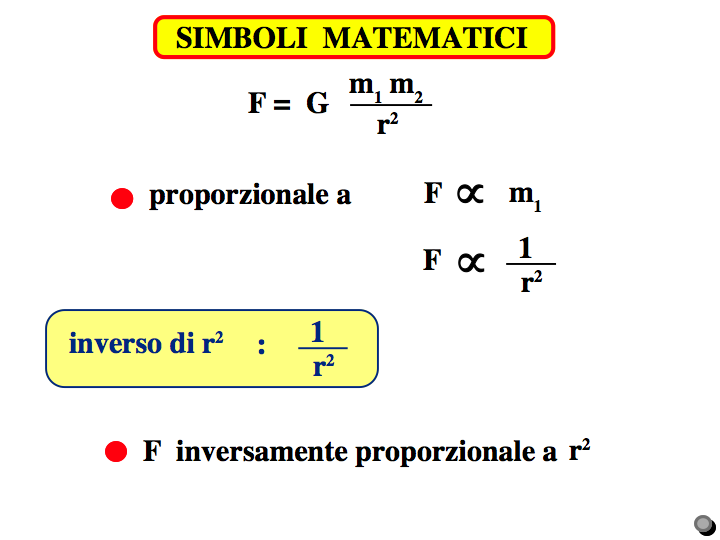 SIMBOLI MATEMATICI
F = G m₁ m₂ / r²
proporzionale a F ∝ m₁
F ∝ 1 / r²
inverso di r² : 1 / r²
F inversamente proporzionale a r²